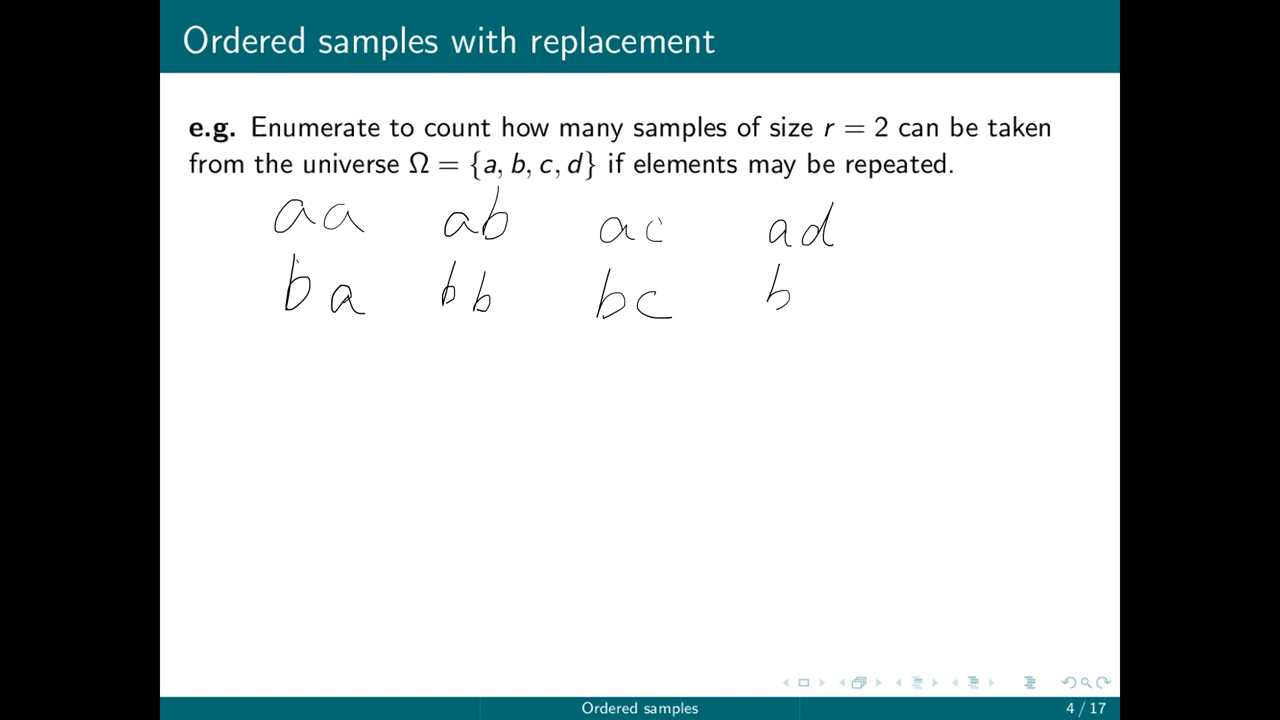 Ordered samples with replacement
e.g. Enumerate to count how many samples of size r = 2 can be taken
from the universe Ω = {a, b, c, d} if elements may be repeated.
aa ab ac ad
ba bb bc b
Ordered samples 4 / 17